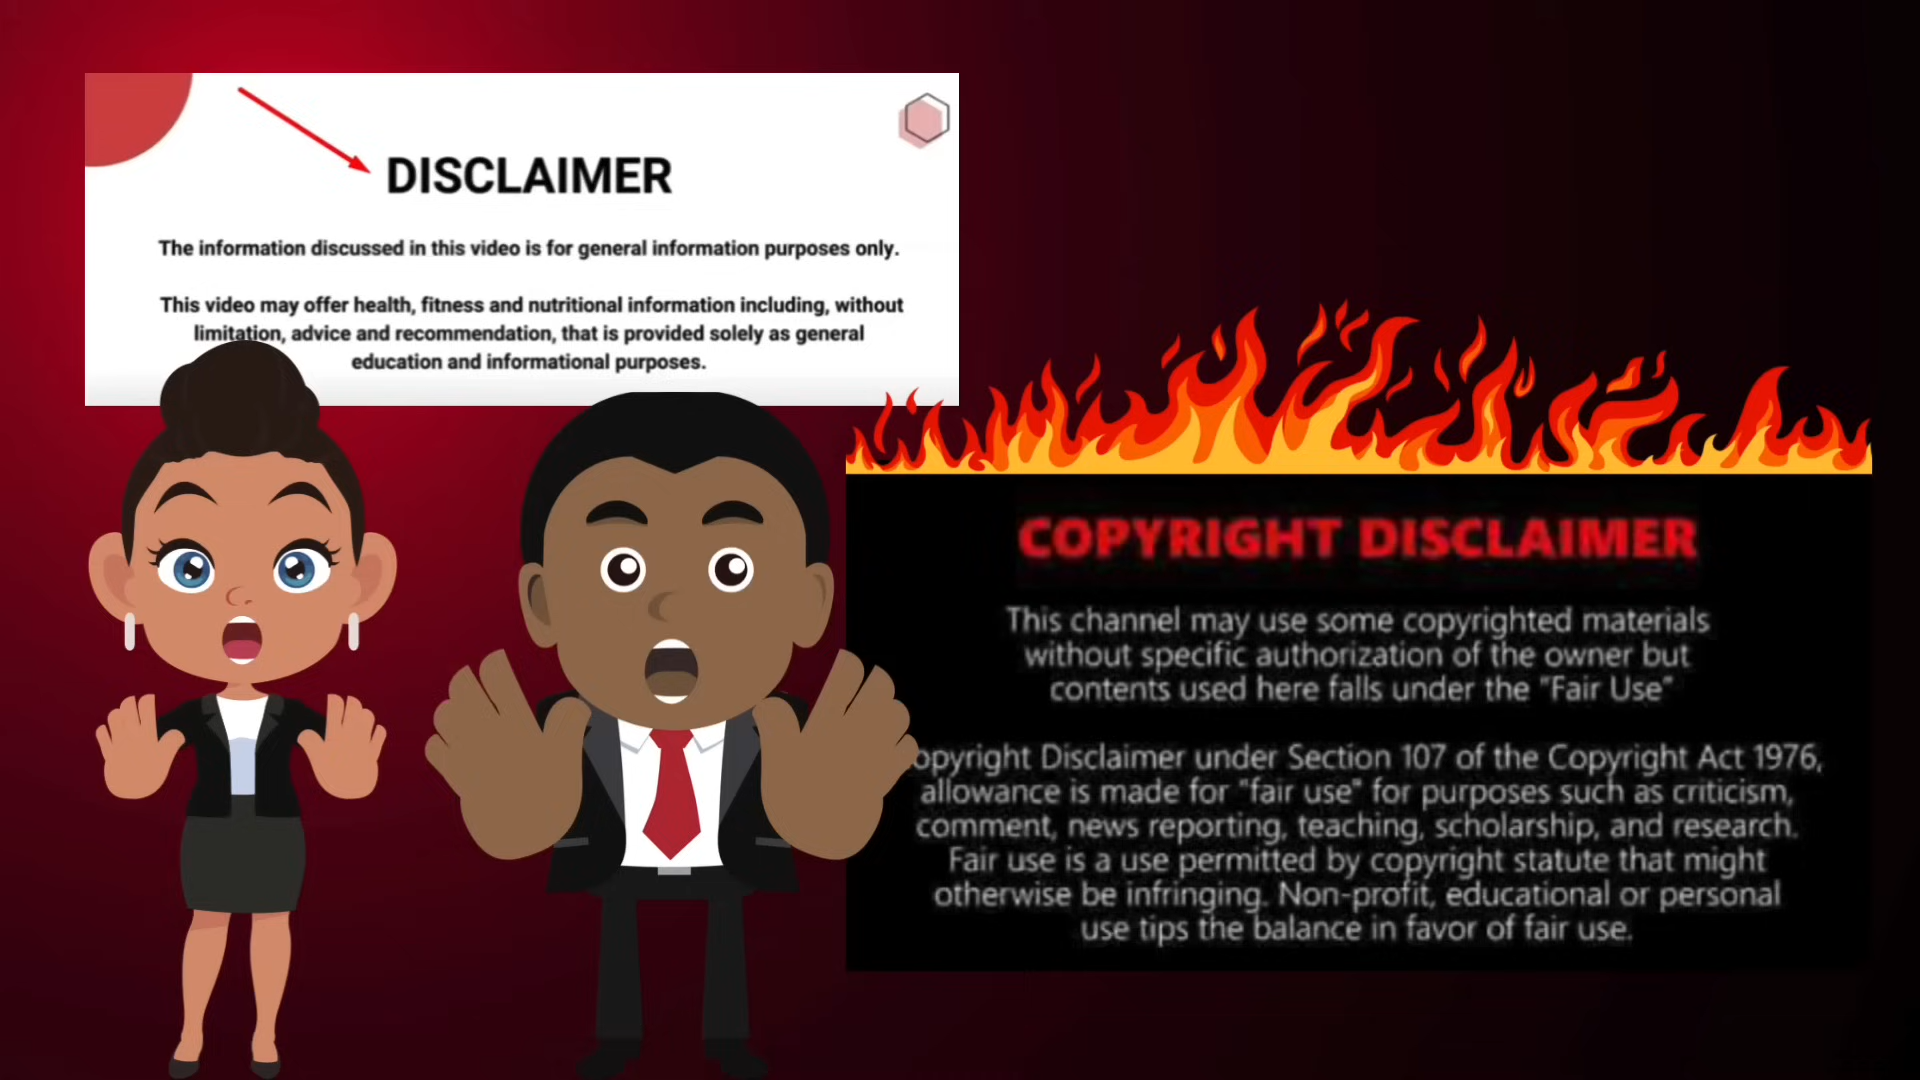 DISCLAIMER
The information discussed in this video is for general information purposes only.
This video may offer health, fitness and nutritional information including, without
limitation, advice and recommendation, that is provided solely as general
education and informational purposes.
COPYRIGHT DISCLAIMER
This channel may use some copyrighted materials
without specific authorization of the owner but
contents used here falls under the "Fair Use"
opyright Disclaimer under Section 107 of the Copyright Act 1976,
allowance is made for "fair use" for purposes such as criticism,
comment, news reporting, teaching, scholarship, and research.
Fair use is a use permitted by copyright statute that might
otherwise be infringing. Non-profit, educational or personal
use tips the balance in favor of fair use.